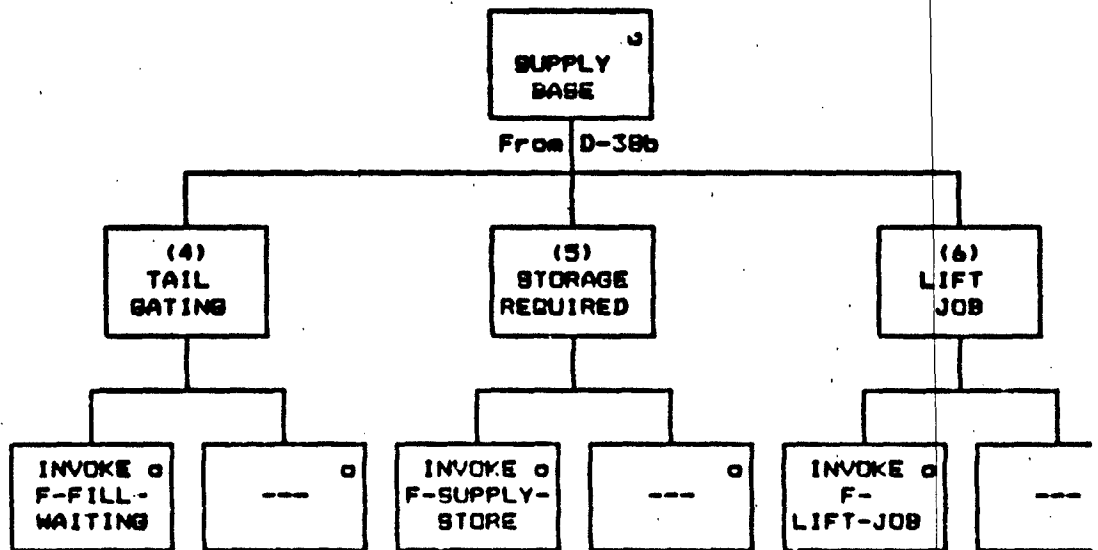 o
SUPPLY
BASE
From D-38b
(4)
TAIL
GATING
(5)
STORAGE
REQUIRED
(6)
LIFT
JOB
INVOKE o
F-FILL-
WAITING
o
---
INVOKE o
F-SUPPLY-
STORE
o
---
INVOKE o
F-
LIFT-JOB
---